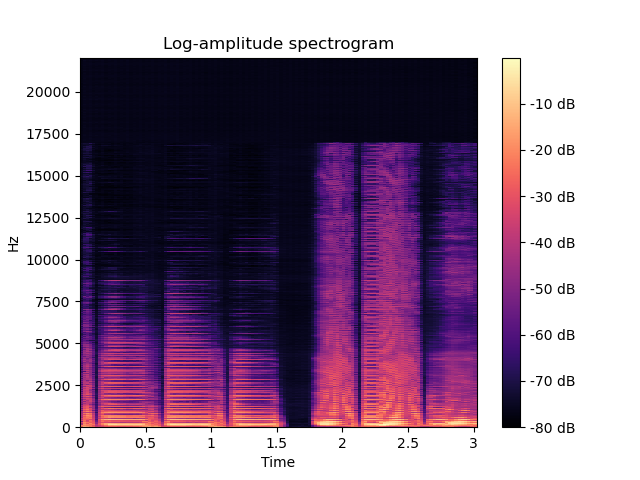 Log-amplitude spectrogram
20000
17500
15000
12500
10000
7500
5000
2500
0
Hz
0
0.5
1
1.5
2
2.5
3
Time
-10 dB
-20 dB
-30 dB
-40 dB
-50 dB
-60 dB
-70 dB
-80 dB